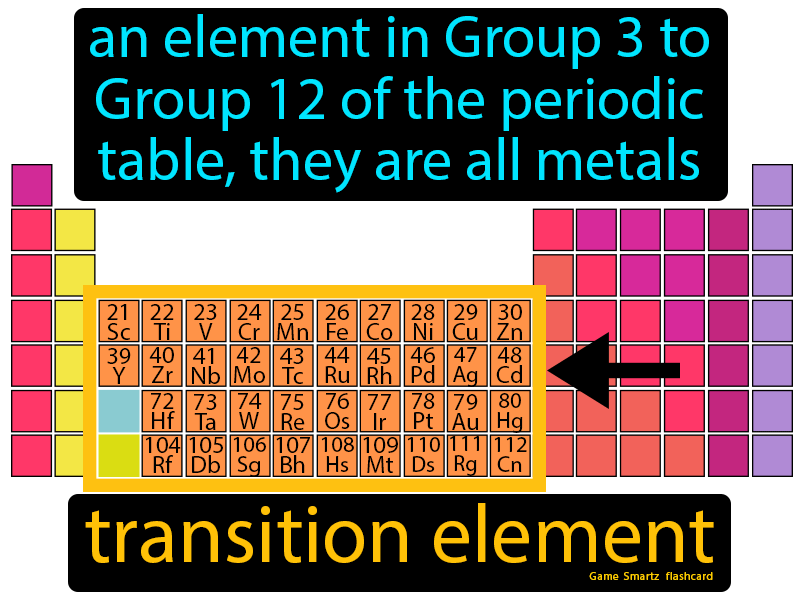 an element in Group 3 to
Group 12 of the periodic
table, they are all metals
21 22 23 24 25 26 27 28 29 30
Sc Ti V Cr Mn Fe Co Ni Cu Zn
39 40 41 42 43 44 45 46 47 48
Y Zr Nb Mo Tc Ru Rh Pd Ag Cd
72 73 74 75 76 77 78 79 80
Hf Ta W Re Os Ir Pt Au Hg
104 105 106 107 108 109 110 111 112
Rf Db Sg Bh Hs Mt Ds Rg Cn
transition element
Game Smartz flashcard